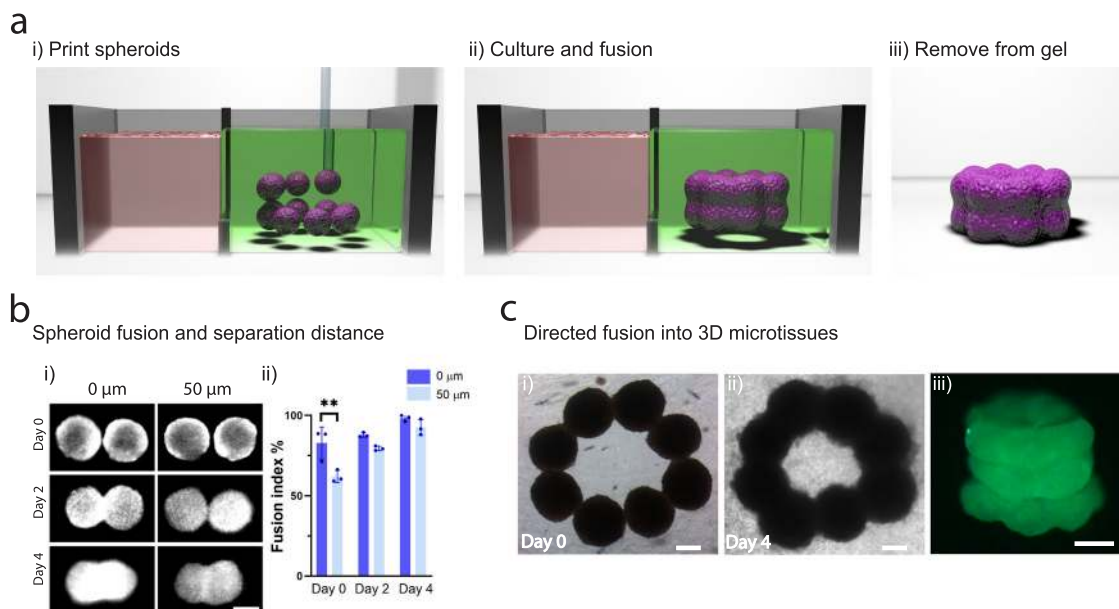 a
i) Print spheroids
ii) Culture and fusion
iii) Remove from gel
b
Spheroid fusion and separation distance
i)
0 μm
50 μm
Day 0
Day 2
Day 4
ii)
0 μm
50 μm
**
Fusion index %
100
50
0
Day 0
Day 2
Day 4
c
Directed fusion into 3D microtissues
i)
Day 0
ii)
Day 4
iii)